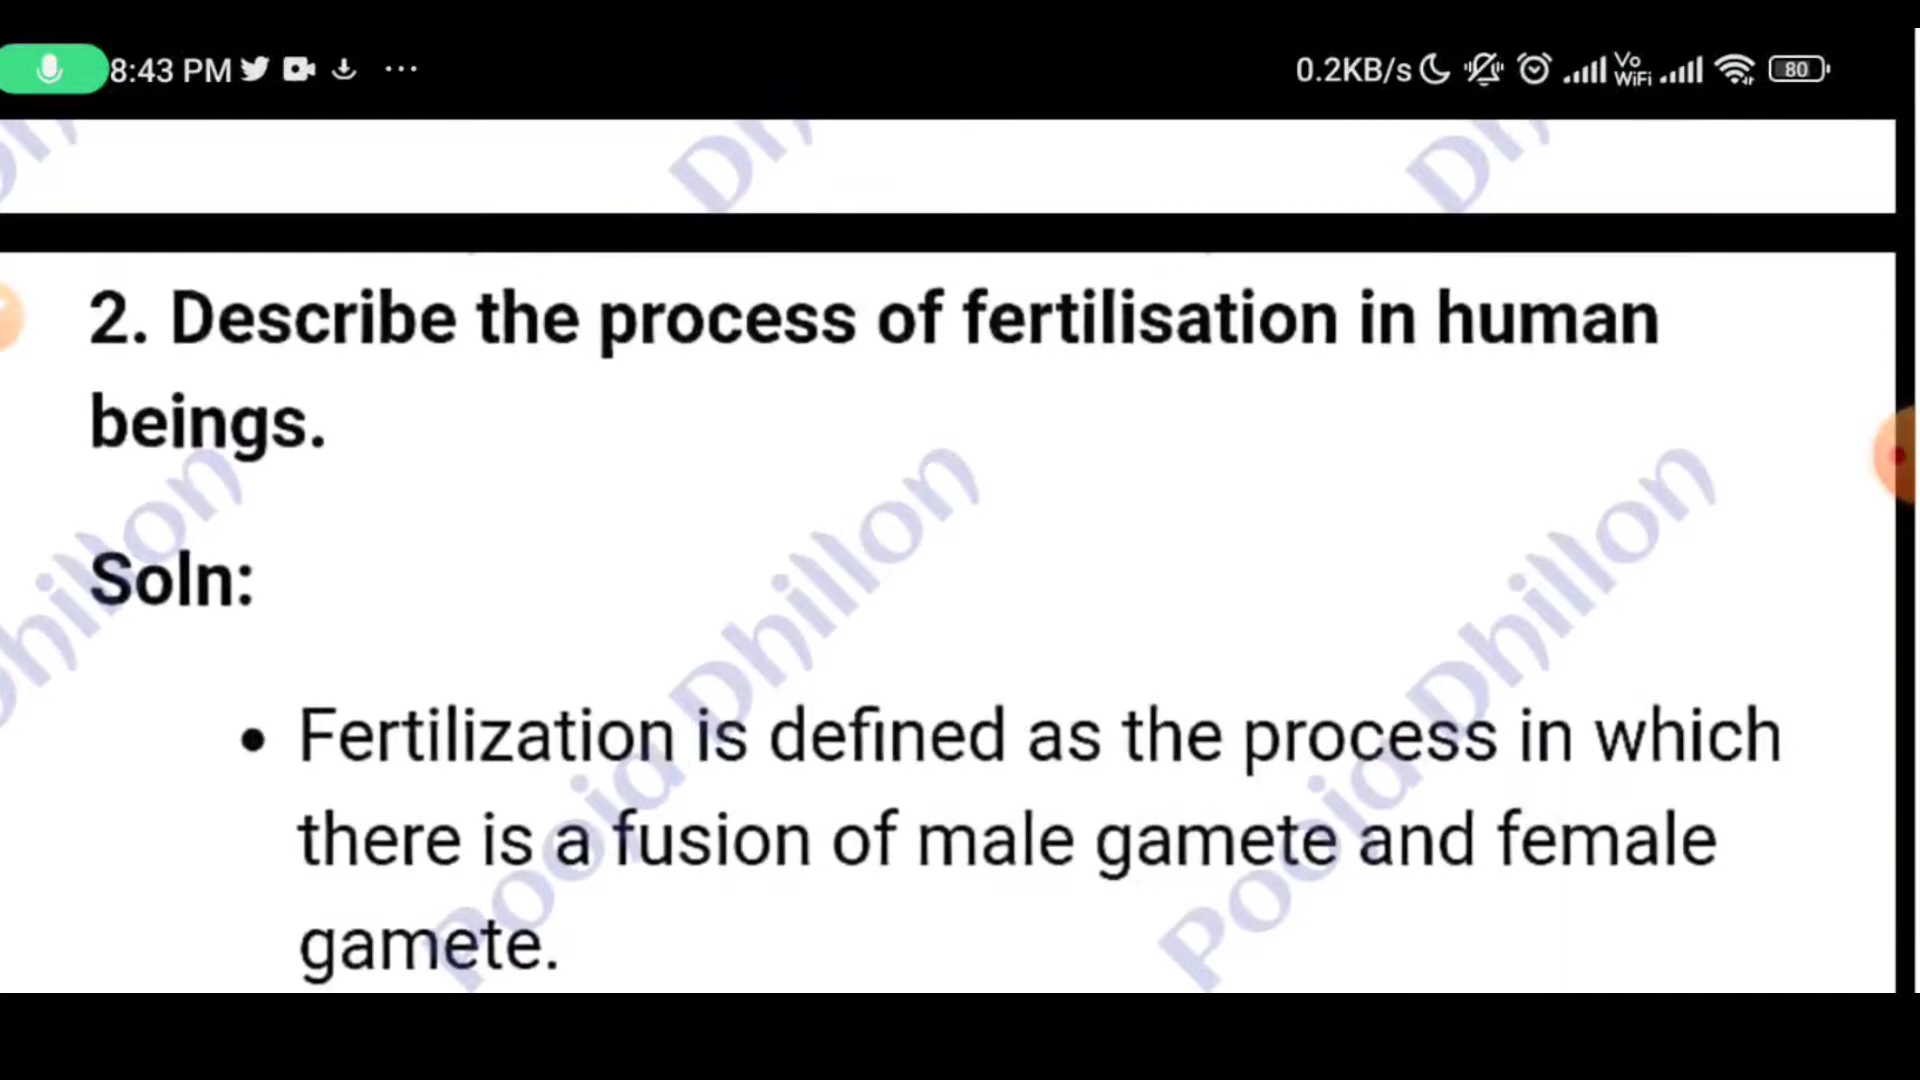 8:43 PM ...
0.2KB/s Vo WiFi 80
2. Describe the process of fertilisation in human
beings.
Soln:
• Fertilization is defined as the process in which
there is a fusion of male gamete and female
gamete.
Pooja Dhillon
Pooja Dhillon